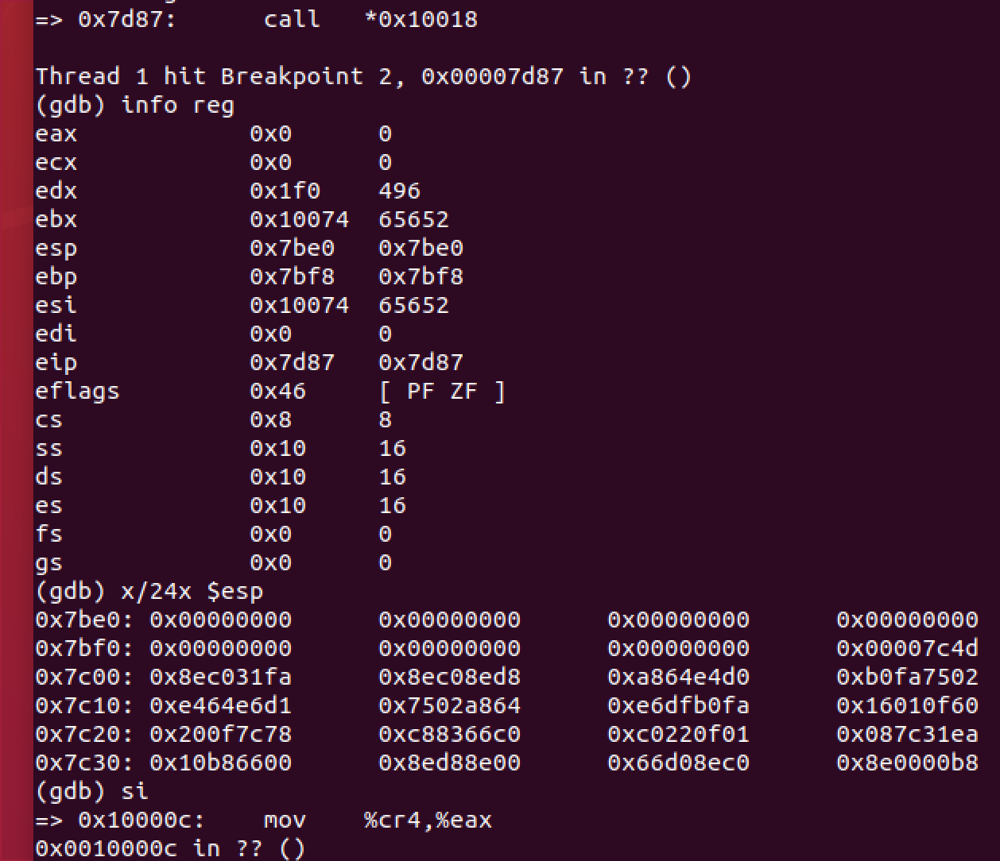 => 0x7d87:      call   *0x10018

Thread 1 hit Breakpoint 2, 0x00007d87 in ?? ()
(gdb) info reg
eax            0x0      0
ecx            0x0      0
edx            0x1f0    496
ebx            0x10074  65652
esp            0x7be0   0x7be0
ebp            0x7bf8   0x7bf8
esi            0x10074  65652
edi            0x0      0
eip            0x7d87   0x7d87
eflags         0x46     [ PF ZF ]
cs             0x8      8
ss             0x10     16
ds             0x10     16
es             0x10     16
fs             0x0      0
gs             0x0      0
(gdb) x/24x $esp
0x7be0: 0x00000000      0x00000000      0x00000000      0x00000000
0x7bf0: 0x00000000      0x00000000      0x00000000      0x00007c4d
0x7c00: 0x8ec031fa      0x8ec08ed8      0xa864e4d0      0xb0fa7502
0x7c10: 0xe464e6d1      0x7502a864      0xe6dfb0fa      0x16010f60
0x7c20: 0x200f7c78      0xc88366c0      0xc0220f01      0x087c31ea
0x7c30: 0x10b86600      0x8ed88e00      0x66d08ec0      0x8e0000b8
(gdb) si
=> 0x10000c:    mov    %cr4,%eax
0x0010000c in ?? ()